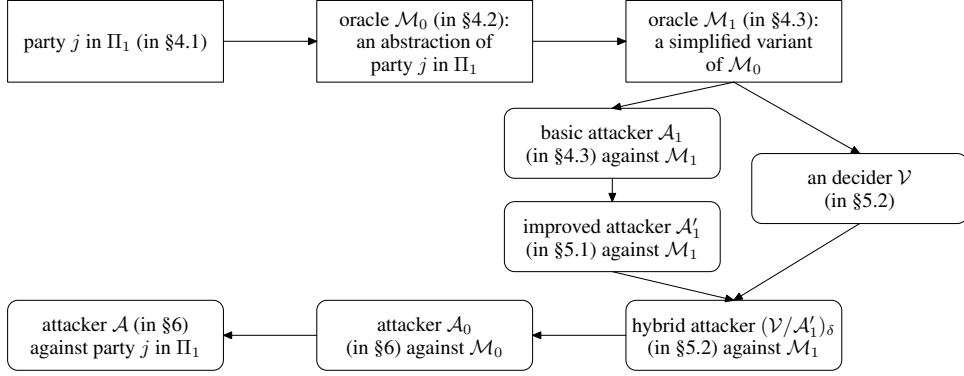 party j in Π₁ (in §4.1)
oracle ℳ₀ (in §4.2):
an abstraction of
party j in Π₁
oracle ℳ₁ (in §4.3):
a simplified variant
of ℳ₀
basic attacker 𝒜₁
(in §4.3) against ℳ₁
an decider 𝒱
(in §5.2)
improved attacker 𝒜′₁
(in §5.1) against ℳ₁
attacker 𝒜 (in §6)
against party j in Π₁
attacker 𝒜₀
(in §6) against ℳ₀
hybrid attacker (𝒱/𝒜′₁)δ
(in §5.2) against ℳ₁